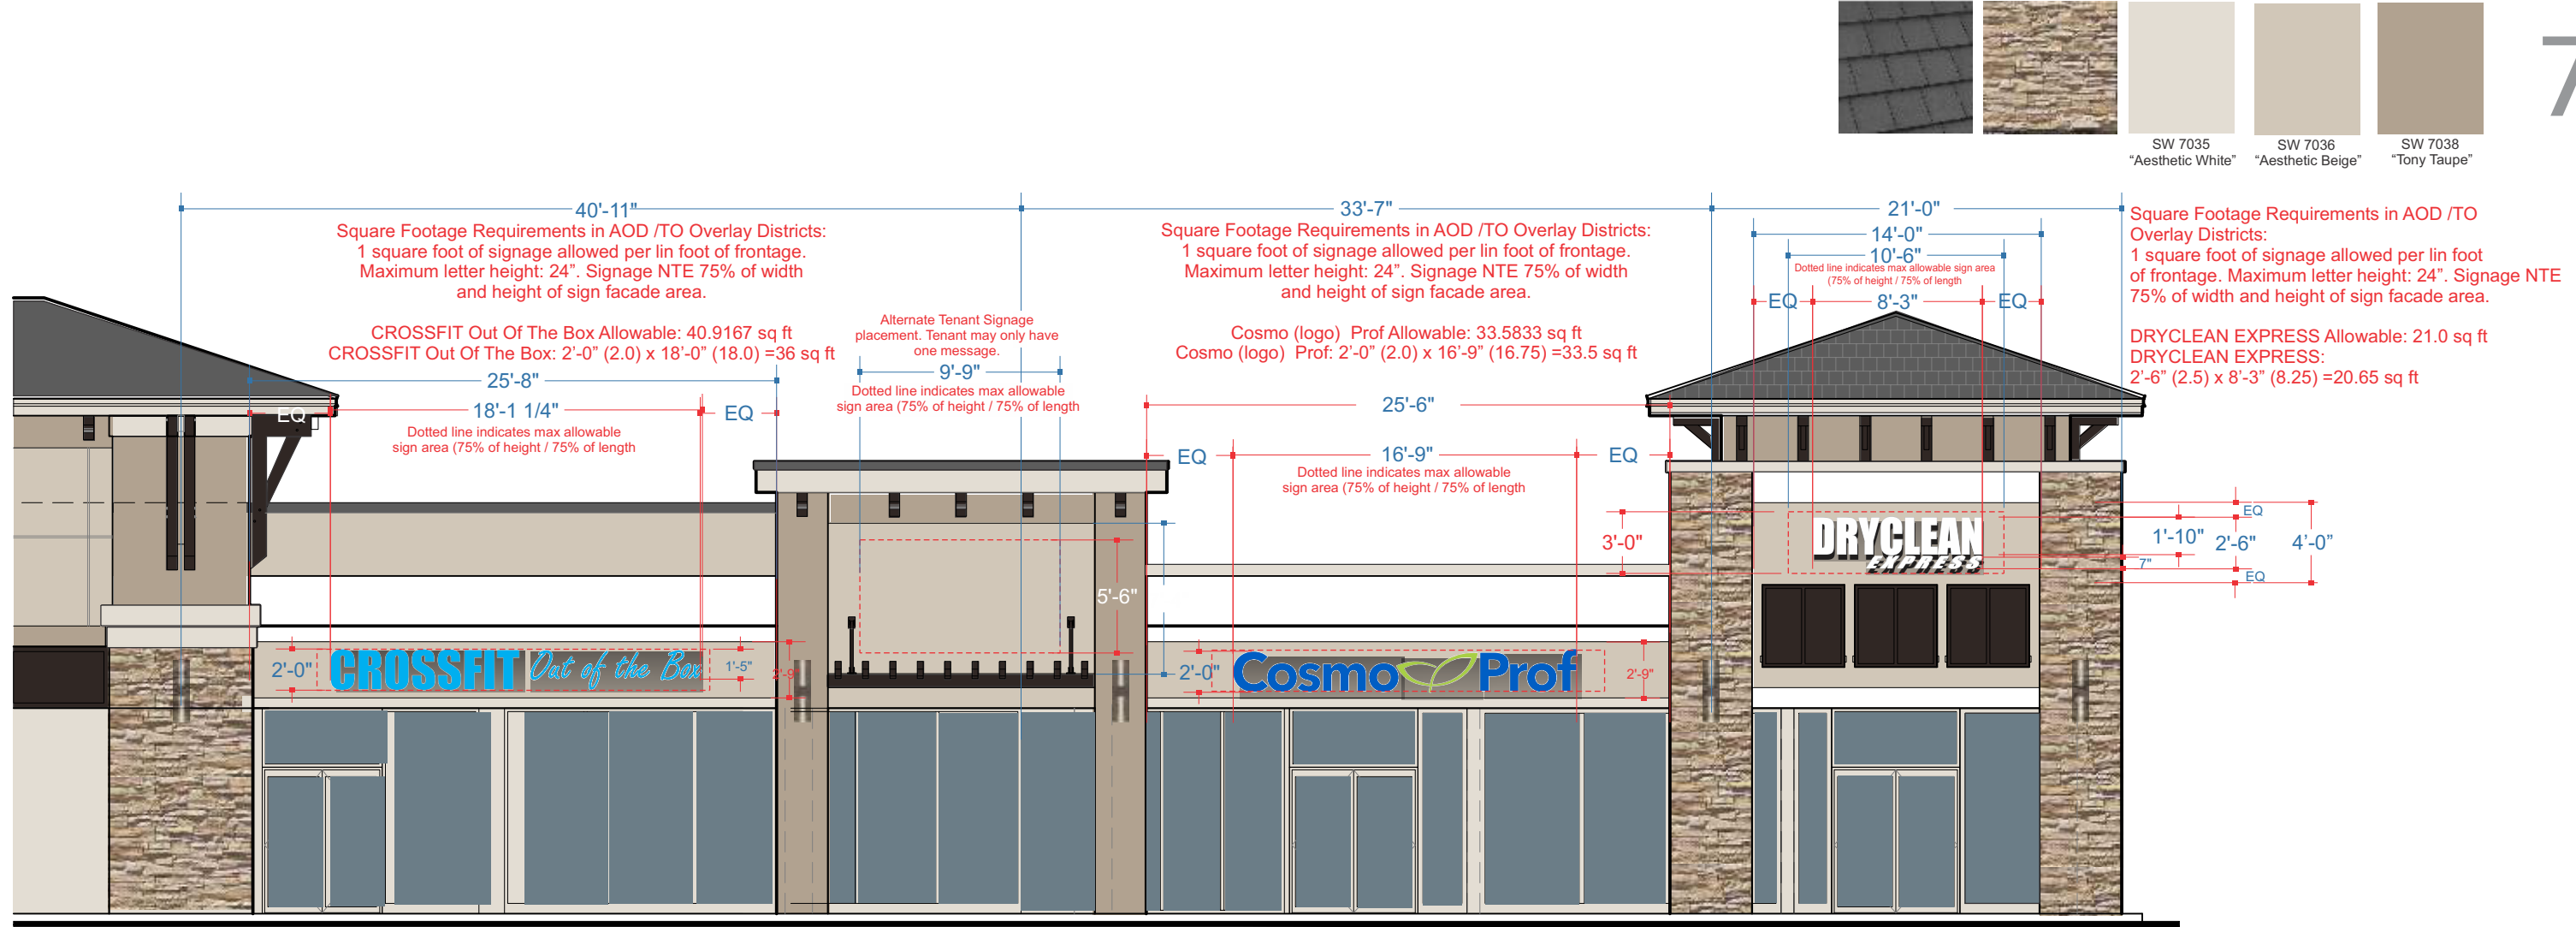 7
SW 7035
“Aesthetic White”
SW 7036
“Aesthetic Beige”
SW 7038
“Tony Taupe”
40'-11"
33'-7"
21'-0"
14'-0"
10'-6"
Dotted line indicates max allowable sign area
(75% of height / 75% of length
EQ
8'-3"
EQ
Square Footage Requirements in AOD /TO Overlay Districts:
1 square foot of signage allowed per lin foot of frontage.
Maximum letter height: 24”. Signage NTE 75% of width
and height of sign facade area.
CROSSFIT Out Of The Box Allowable: 40.9167 sq ft
CROSSFIT Out Of The Box: 2’-0” (2.0) x 18’-0” (18.0) =36 sq ft
25'-8"
EQ
18'-1 1/4"
EQ
Dotted line indicates max allowable
sign area (75% of height / 75% of length
Alternate Tenant Signage
placement. Tenant may only have
one message.
9'-9"
Dotted line indicates max allowable
sign area (75% of height / 75% of length
Square Footage Requirements in AOD /TO Overlay Districts:
1 square foot of signage allowed per lin foot of frontage.
Maximum letter height: 24”. Signage NTE 75% of width
and height of sign facade area.
Cosmo (logo)  Prof Allowable: 33.5833 sq ft
Cosmo (logo)  Prof: 2’-0” (2.0) x 16’-9” (16.75) =33.5 sq ft
25'-6"
EQ
16'-9"
EQ
Dotted line indicates max allowable
sign area (75% of height / 75% of length
Square Footage Requirements in AOD /TO
Overlay Districts:
1 square foot of signage allowed per lin foot
of frontage. Maximum letter height: 24”. Signage NTE
75% of width and height of sign facade area.
DRYCLEAN EXPRESS Allowable: 21.0 sq ft
DRYCLEAN EXPRESS:
2’-6” (2.5) x 8’-3” (8.25) =20.65 sq ft
3'-0"
DRYCLEAN
EXPRESS
EQ
1'-10"
2'-6"
4’-0”
7"
EQ
5'-6"
2'-0"
CROSSFIT Out of the Box
1'-5"
2'-9"
2'-0"
Cosmo Prof
2'-9"